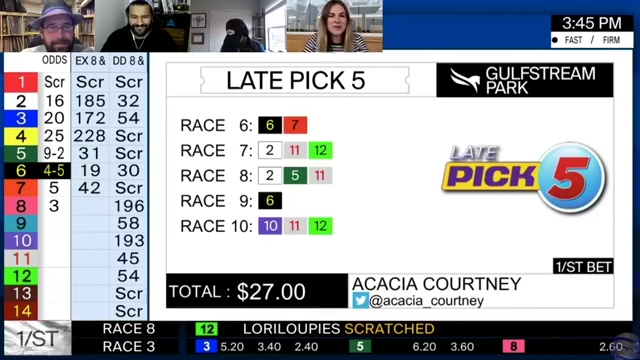 3:45 PM
FAST / FIRM
ODDS EX 8 & DD 8 &
1 Scr Scr Scr
2 16 185 32
3 20 172 54
4 25 228 Scr
5 9-2 31 Scr
6 4-5 19 30
7 5 42 Scr
8 3 196
9 58
10 193
11 45
12 54
13 Scr
14 Scr
1/ST
LATE PICK 5
GULFSTREAM
PARK
RACE 6: 6 7
RACE 7: 2 11 12
RACE 8: 2 5 11
RACE 9: 6
RACE 10: 10 11 12
LATE
PICK 5
1/ST BET
TOTAL : $27.00
ACACIA COURTNEY
@acacia_courtney
RACE 8 12 LORILOUPIES SCRATCHED
RACE 3 3 5.20 3.40 2.40 5 6.20 3.60 8 2.60